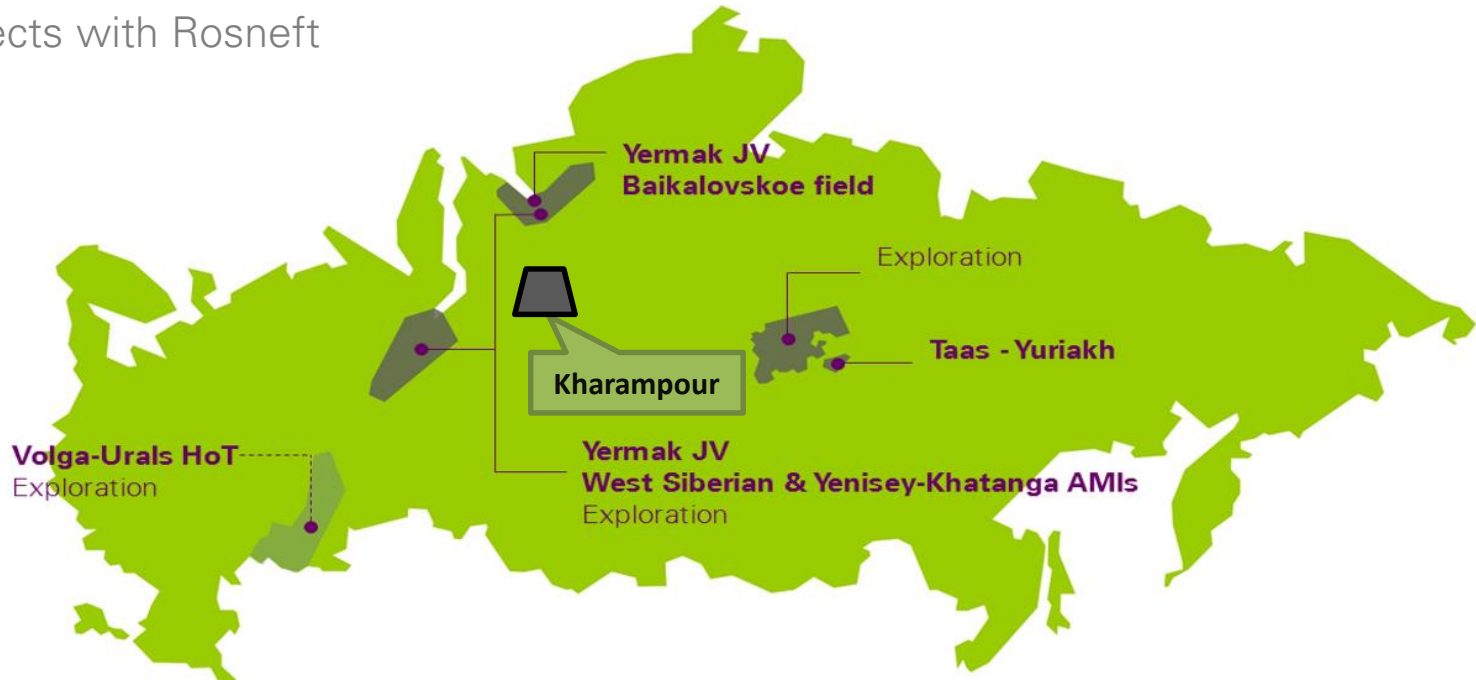 ects with Rosneft
Yermak JV
Baikalovskoe field
Exploration
Taas - Yuriakh
Kharampour
Volga-Urals HoT
Exploration
Yermak JV
West Siberian & Yenisey-Khatanga AMIs
Exploration